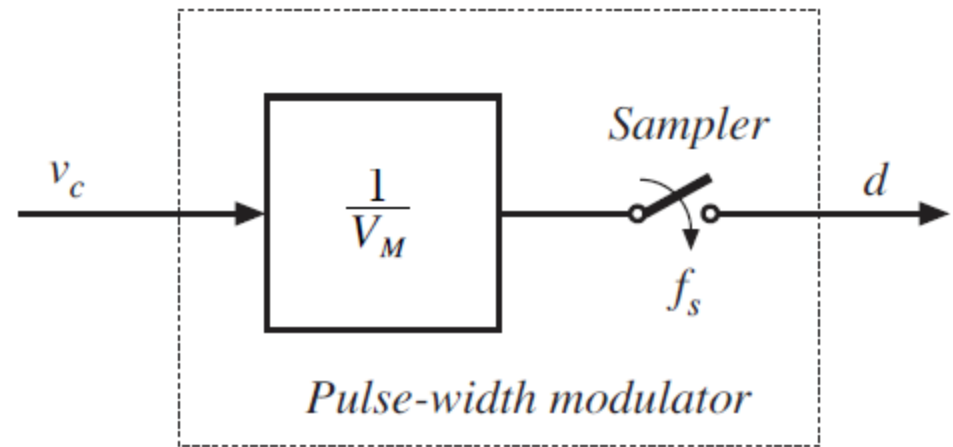 Sampler
v_c
1
V_M
d
f_s
Pulse-width modulator